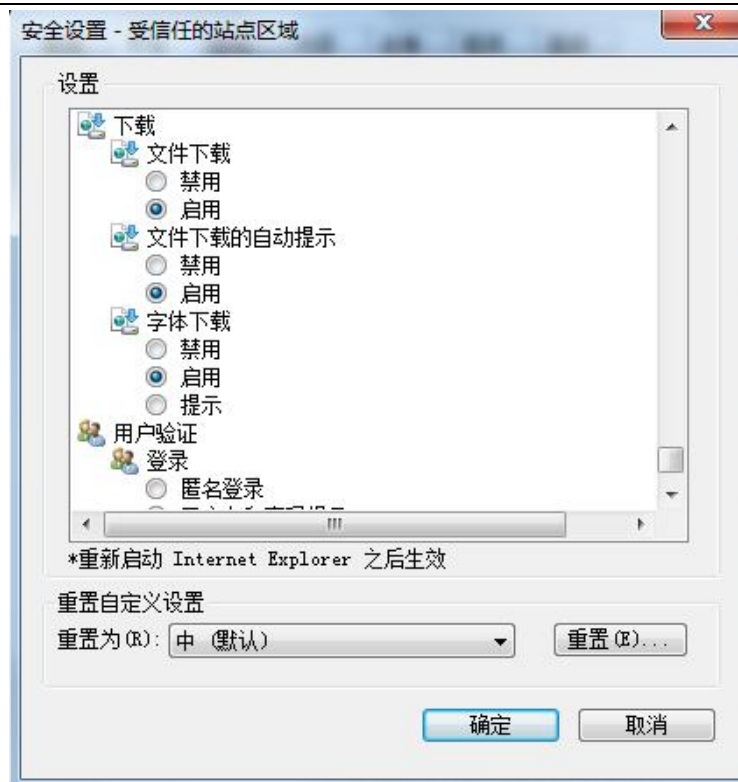 安全设置 - 受信任的站点区域
设置
下载
文件下载
禁用
启用
文件下载的自动提示
禁用
启用
字体下载
禁用
启用
提示
用户验证
登录
匿名登录
*重新启动 Internet Explorer 之后生效
重置自定义设置
重置为(R): 中 (默认) 重置(E)...
确定 取消